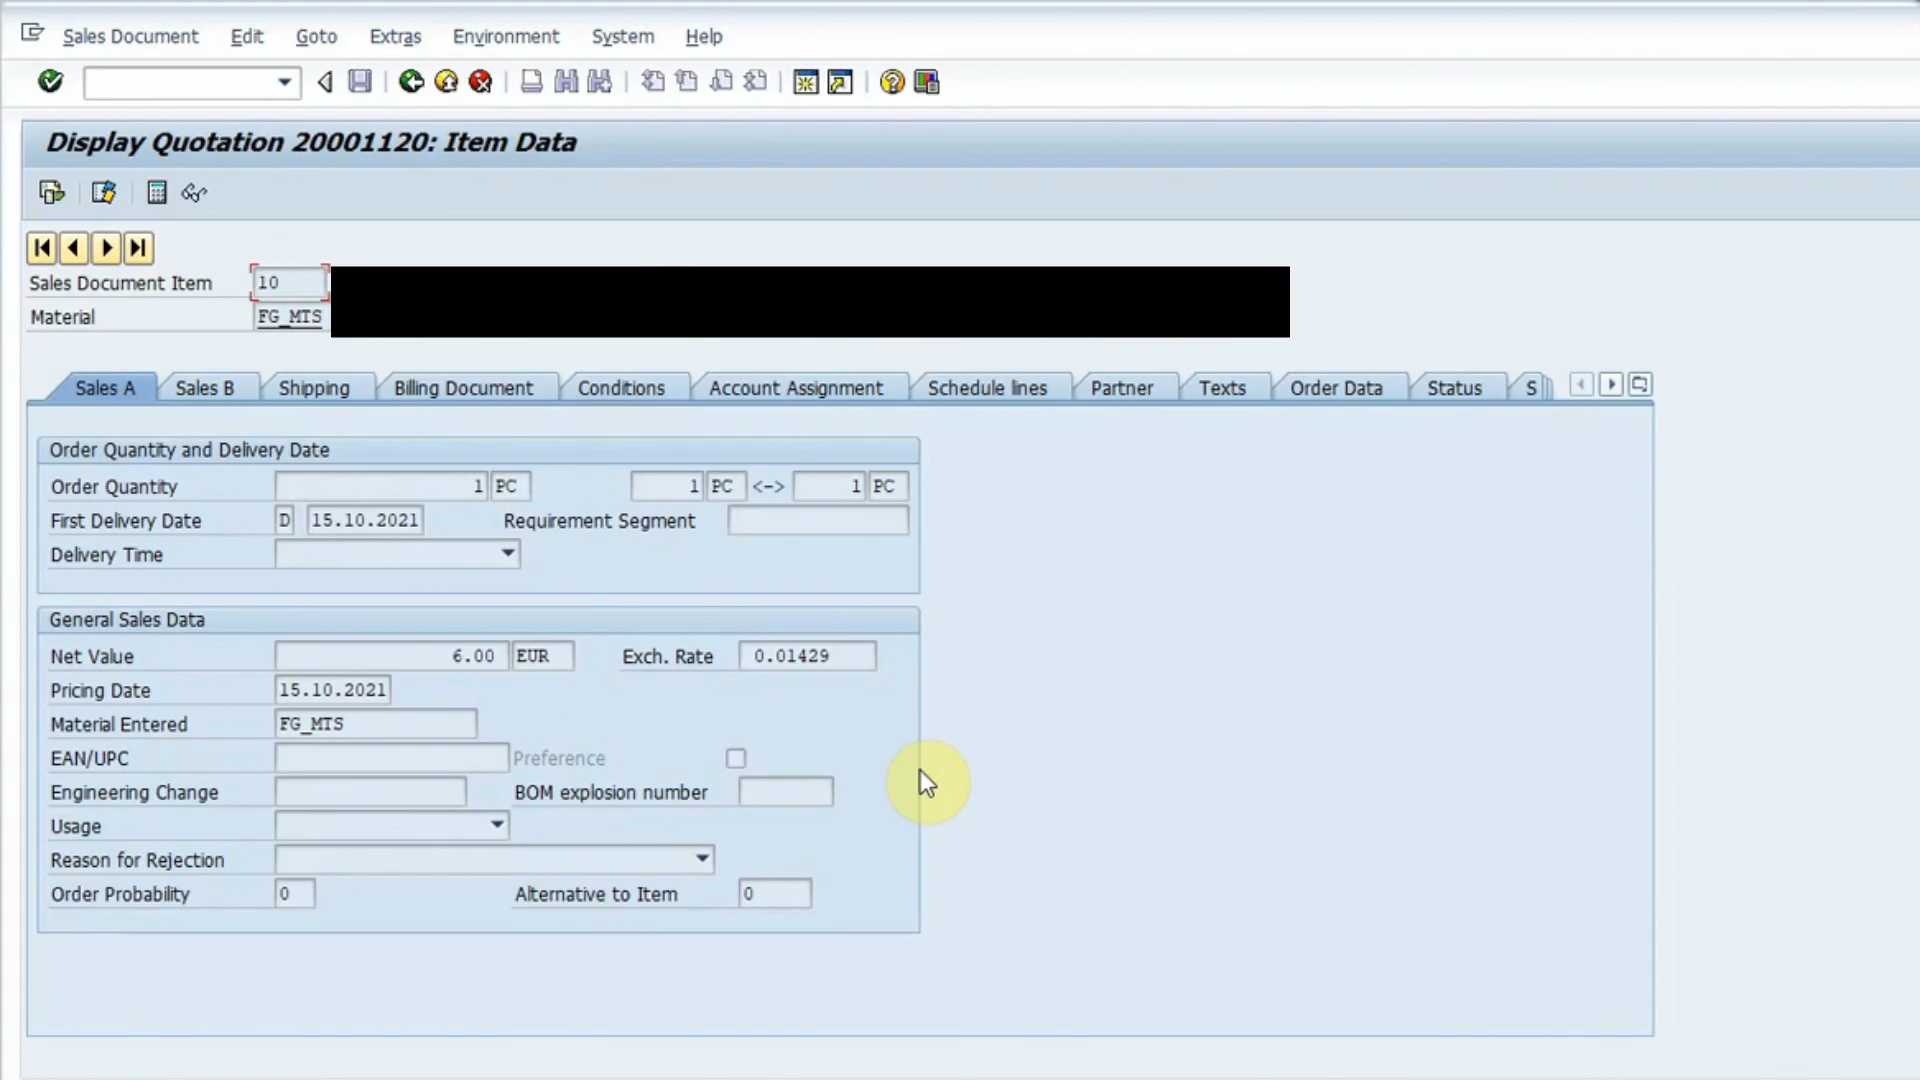 Sales Document Edit Goto Extras Environment System Help
Display Quotation 20001120: Item Data
Sales Document Item 10
Material FG_MTS
Sales A Sales B Shipping Billing Document Conditions Account Assignment Schedule lines Partner Texts Order Data Status S
Order Quantity and Delivery Date
Order Quantity 1 PC 1 PC <-> 1 PC
First Delivery Date D 15.10.2021 Requirement Segment
Delivery Time
General Sales Data
Net Value 6.00 EUR Exch. Rate 0.01429
Pricing Date 15.10.2021
Material Entered FG_MTS
EAN/UPC Preference
Engineering Change BOM explosion number
Usage
Reason for Rejection
Order Probability 0 Alternative to Item 0